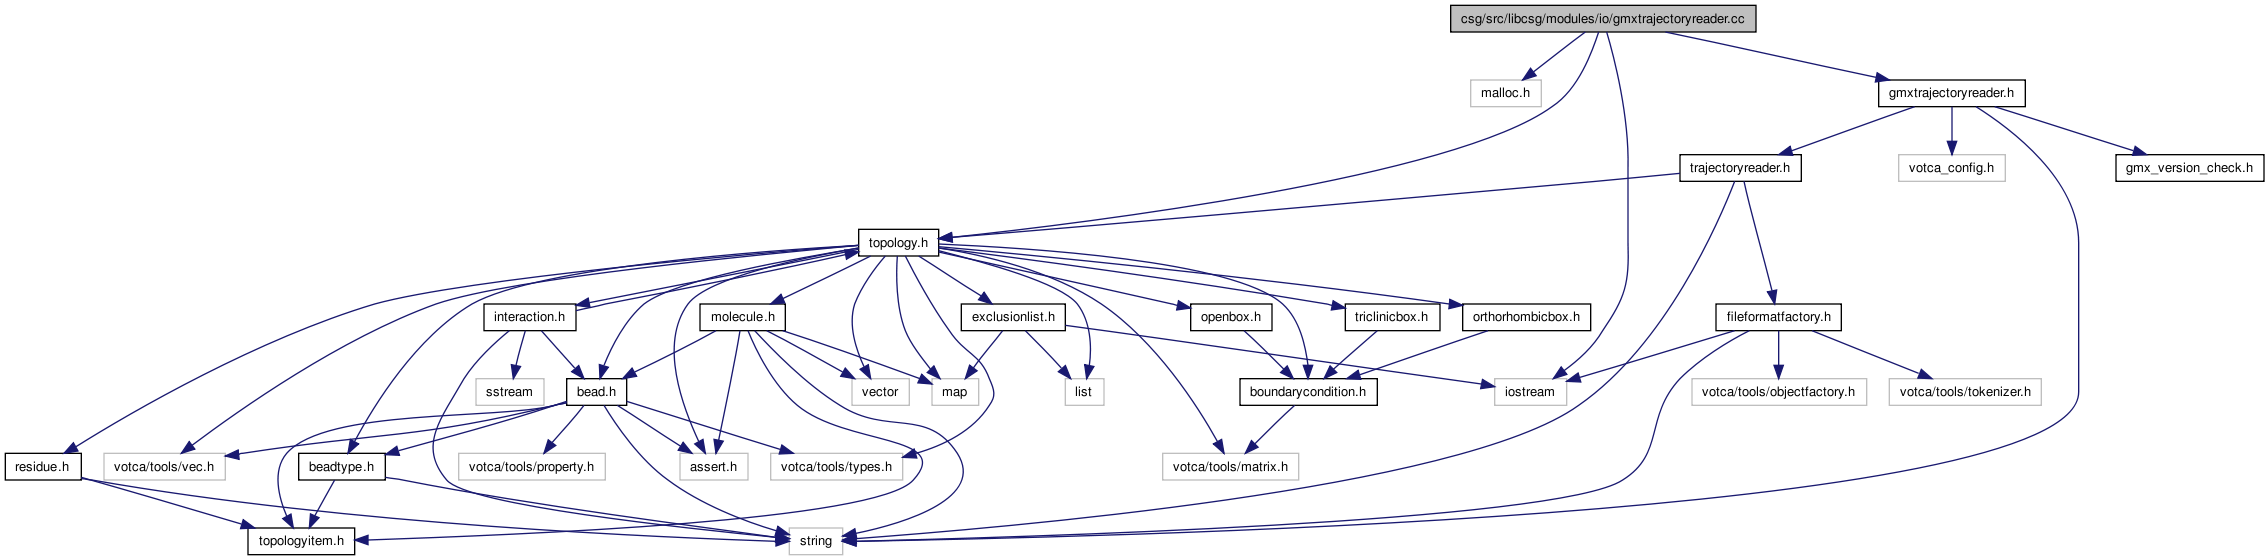 csg/src/libcsg/modules/io/gmxtrajectoryreader.cc
malloc.h
gmxtrajectoryreader.h
trajectoryreader.h
votca_config.h
gmx_version_check.h
topology.h
interaction.h
molecule.h
exclusionlist.h
openbox.h
triclinicbox.h
orthorhombicbox.h
fileformatfactory.h
sstream
bead.h
vector
map
list
boundarycondition.h
iostream
votca/tools/objectfactory.h
votca/tools/tokenizer.h
residue.h
votca/tools/vec.h
beadtype.h
votca/tools/property.h
assert.h
votca/tools/types.h
votca/tools/matrix.h
topologyitem.h
string